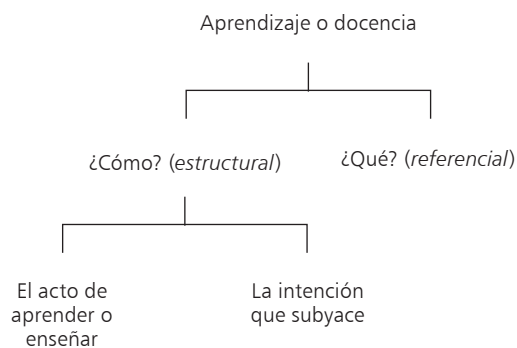 Aprendizaje o docencia
¿Cómo? (estructural)
¿Qué? (referencial)
El acto de
aprender o
enseñar
La intención
que subyace